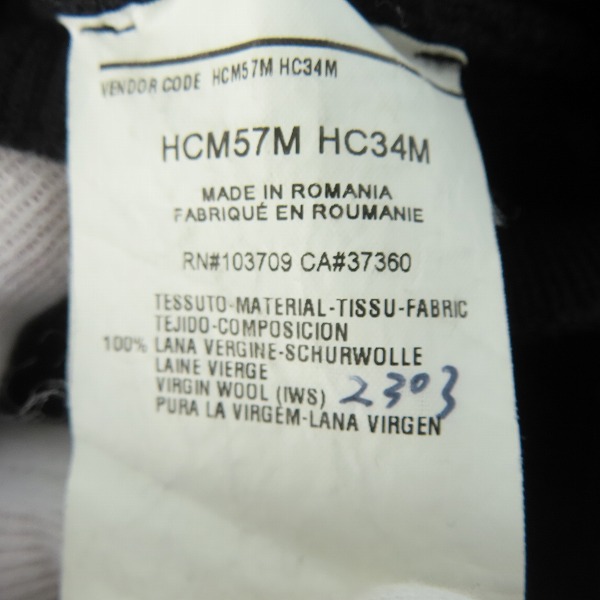 VENDOR CODE HCM57M HC34M
HCM57M HC34M
MADE IN ROMANIA
FABRIQUÉ EN ROUMANIE
RN#103709 CA#37360
TESSUTO-MATERIAL-TISSU-FABRIC
TEJIDO-COMPOSICION
100% LANA VERGINE-SCHURWOLLE
LAINE VIERGE
VIRGIN WOOL (IWS) 2303
PURA LA VIRGEM-LANA VIRGEN